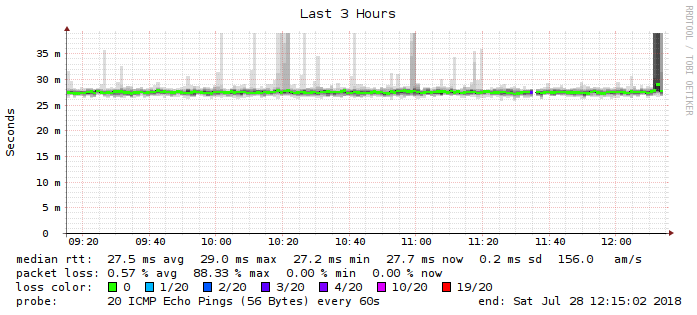 Last 3 Hours
RRDTOOL / TOBI OETIKER
Seconds
35 m
30 m
25 m
20 m
15 m
10 m
5 m
0
09:20 09:40 10:00 10:20 10:40 11:00 11:20 11:40 12:00
median rtt: 27.5 ms avg 29.0 ms max 27.2 ms min 27.7 ms now 0.2 ms sd 156.0 am/s
packet loss: 0.57 % avg 88.33 % max 0.00 % min 0.00 % now
loss color: 0 1/20 2/20 3/20 4/20 10/20 19/20
probe: 20 ICMP Echo Pings (56 Bytes) every 60s end: Sat Jul 28 12:15:02 2018